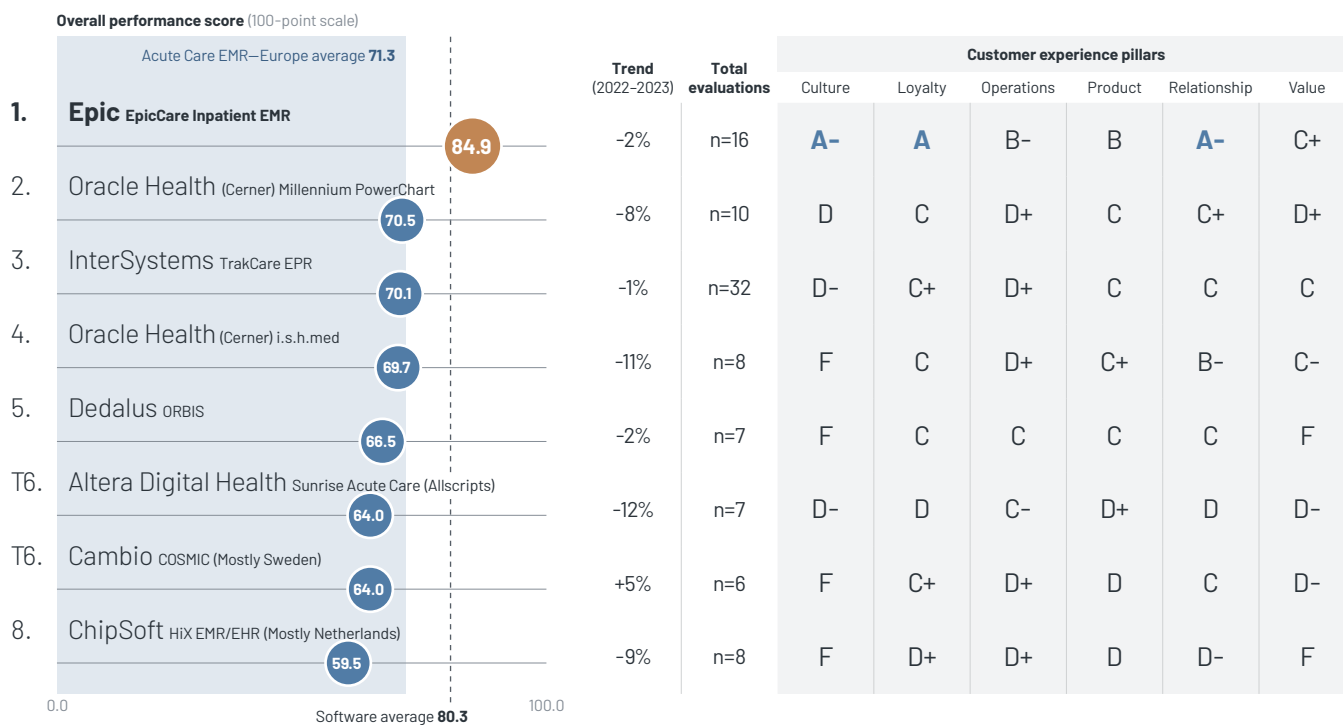 Overall performance score (100-point scale)
Acute Care EMR—Europe average 71.3
Trend
(2022–2023)
Total
evaluations
Customer experience pillars
Culture Loyalty Operations Product Relationship Value
1. Epic EpicCare Inpatient EMR
84.9 -2% n=16 A- A B- B A- C+
2. Oracle Health (Cerner) Millennium PowerChart
70.5 -8% n=10 D C D+ C C+ D+
3. InterSystems TrakCare EPR
70.1 -1% n=32 D- C+ D+ C C C
4. Oracle Health (Cerner) i.s.h.med
69.7 -11% n=8 F C D+ C+ B- C-
5. Dedalus ORBIS
66.5 -2% n=7 F C C C C F
T6. Altera Digital Health Sunrise Acute Care (Allscripts)
64.0 -12% n=7 D- D C- D+ D D-
T6. Cambio COSMIC (Mostly Sweden)
64.0 +5% n=6 F C+ D+ D C D-
8. ChipSoft HiX EMR/EHR (Mostly Netherlands)
59.5 -9% n=8 F D+ D+ D D- F
0.0 100.0
Software average 80.3